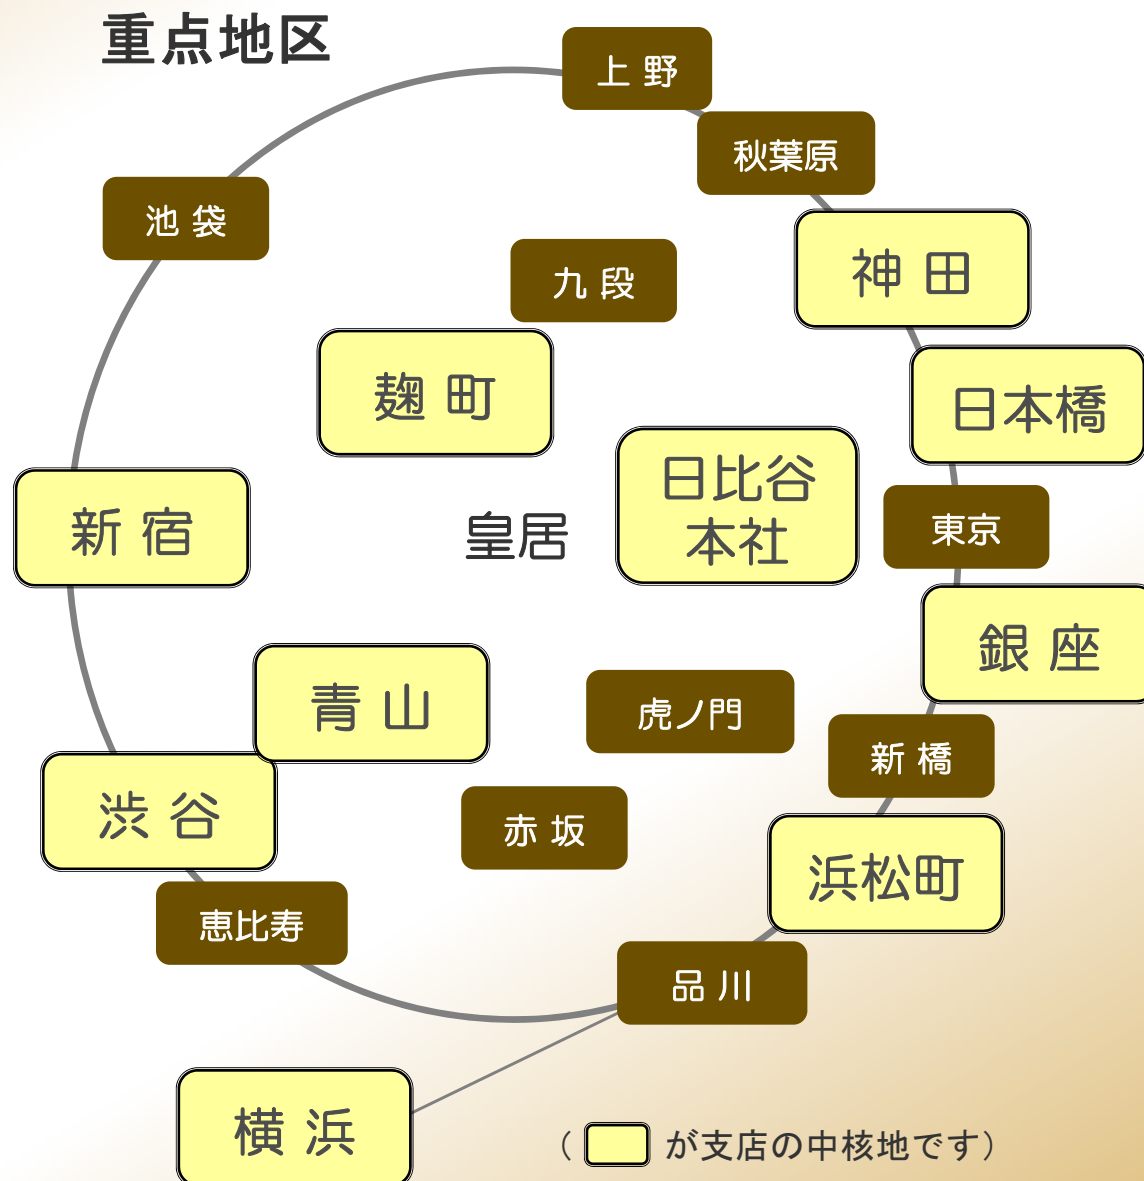 重点地区
上野
秋葉原
池袋
神田
九段
麹町
日本橋
日比谷
本社
新宿
皇居
東京
銀座
青山
虎ノ門
新橋
渋谷
赤坂
浜松町
恵比寿
品川
横浜
（ が支店の中核地です）